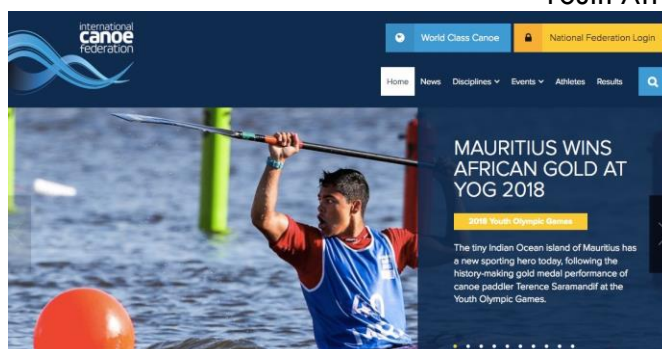 international
canoe
federation
World Class Canoe
National Federation Login
Home News Disciplines Events Athletes Results
MAURITIUS WINS
AFRICAN GOLD AT
YOG 2018
2018 Youth Olympic Games
The tiny Indian Ocean island of Mauritius has
a new sporting hero today, following the
history-making gold medal performance of
canoe paddler Terence Saramandif at the
Youth Olympic Games.